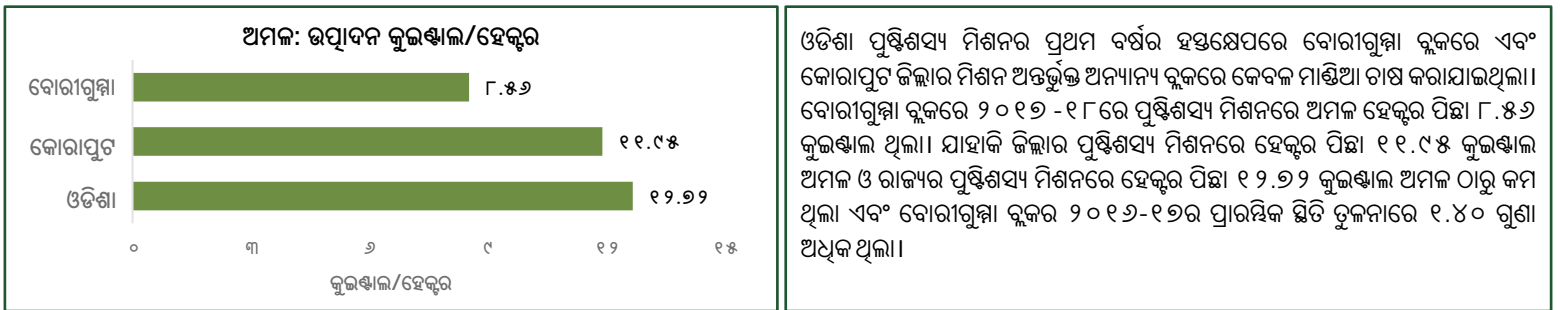 ଅମଳ: ଉତ୍ପାଦନ କୁଇଣ୍ଟାଲ/ହେକ୍ଟର
ବୋରୀଗୁମ୍ମା
୮.୫୬
କୋରାପୁଟ
୧୧.୯୫
ଓଡିଶା
୧୨.୭୨
୦ ୩ ୬ ୯ ୧୨ ୧୫
କୁଇଣ୍ଟାଲ/ହେକ୍ଟର
ଓଡିଶା ପୁଷ୍ଟିଶସ୍ୟ ମିଶନର ପ୍ରଥମ ବର୍ଷର ହସ୍ତକ୍ଷେପରେ ବୋରୀଗୁମ୍ମା ବ୍ଲକରେ ଏବଂ
କୋରାପୁଟ ଜିଲ୍ଲାର ମିଶନ ଅନ୍ତର୍ଭୁକ୍ତ ଅନ୍ୟାନ୍ୟ ବ୍ଲକରେ କେବଳ ମାଣ୍ଡିଆ ଚାଷ କରାଯାଇଥିଲା।
ବୋରୀଗୁମ୍ମା ବ୍ଲକରେ ୨୦୧୭ -୧୮ରେ ପୁଷ୍ଟିଶସ୍ୟ ମିଶନରେ ଅମଳ ହେକ୍ଟର ପିଛା ୮.୫୬
କୁଇଣ୍ଟାଲ ଥିଲା। ଯାହାକି ଜିଲ୍ଲାର ପୁଷ୍ଟିଶସ୍ୟ ମିଶନରେ ହେକ୍ଟର ପିଛା ୧୧.୯୫ କୁଇଣ୍ଟାଲ
ଅମଳ ଓ ରାଜ୍ୟର ପୁଷ୍ଟିଶସ୍ୟ ମିଶନରେ ହେକ୍ଟର ପିଛା ୧୨.୭୨ କୁଇଣ୍ଟାଲ ଅମଳ ଠାରୁ କମ
ଥିଲା ଏବଂ ବୋରୀଗୁମ୍ମା ବ୍ଲକର ୨୦୧୬-୧୭ର ପ୍ରାରମ୍ଭିକ ସ୍ଥିତି ତୁଳନାରେ ୧.୪୦ ଗୁଣା
ଅଧିକ ଥିଲା।